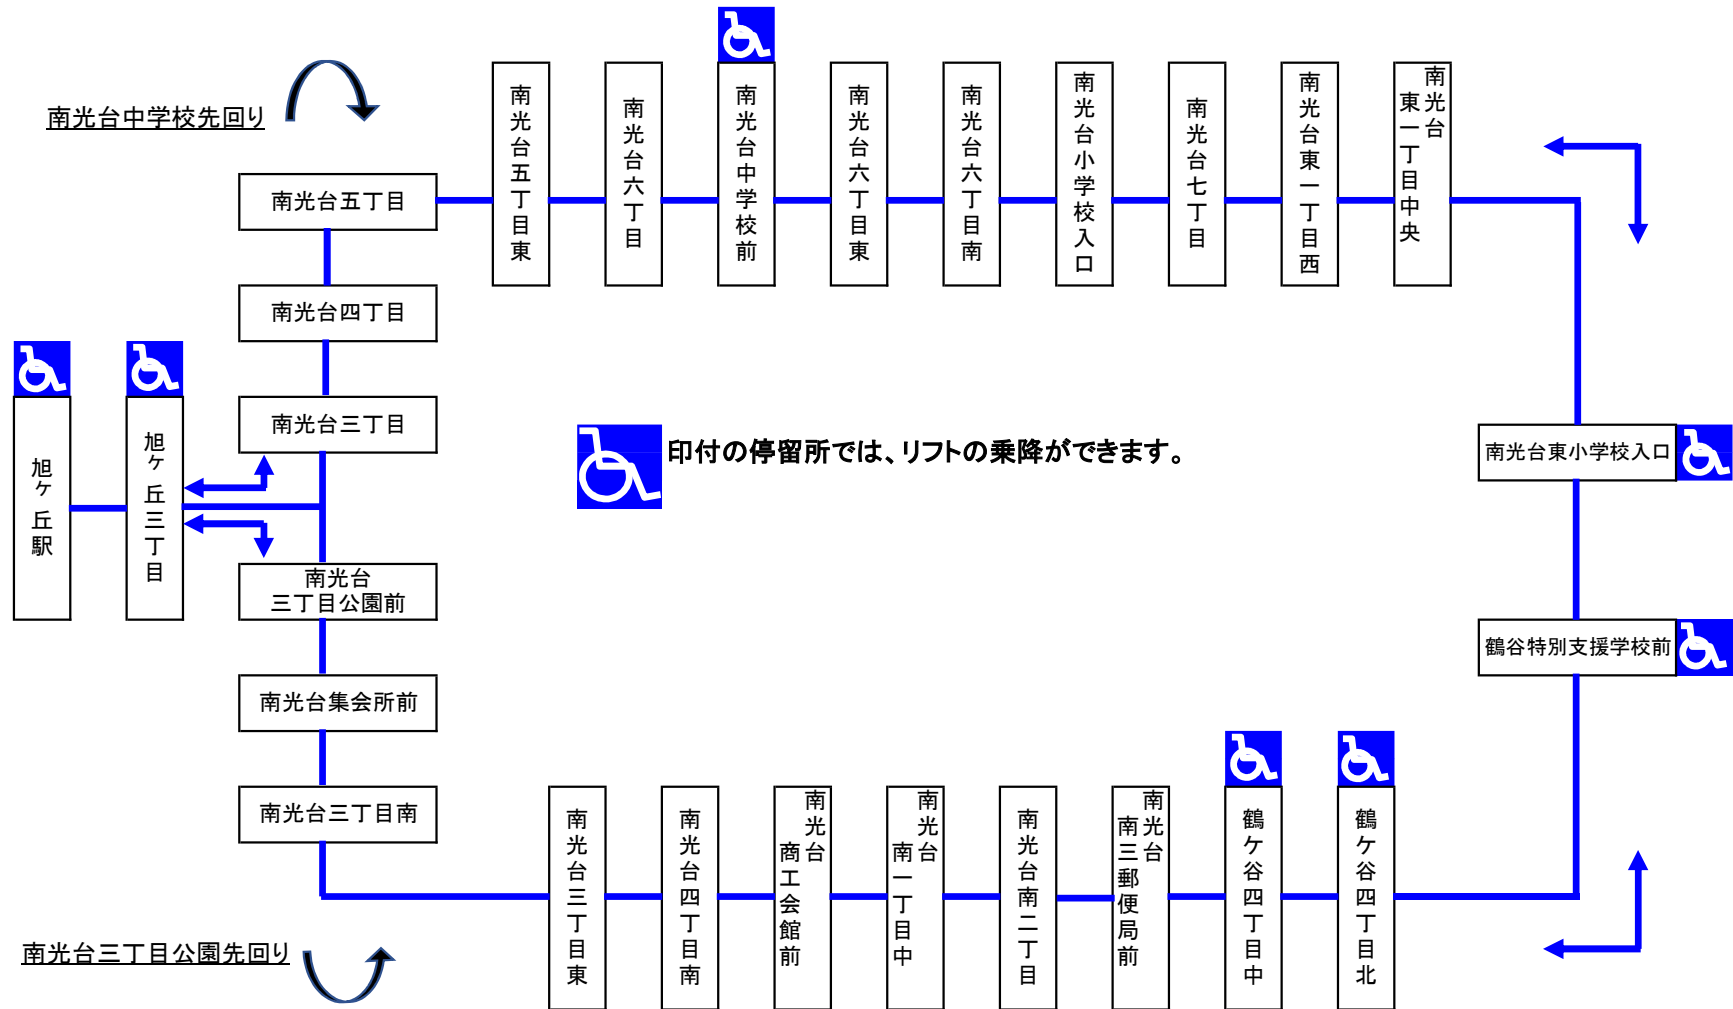 南光台中学校先回り
南光台五丁目東
南光台六丁目
南光台中学校前
南光台六丁目東
南光台六丁目南
南光台小学校入口
南光台七丁目
南光台東一丁目西
南光台
東一丁目中央
南光台五丁目
南光台四丁目
南光台三丁目
旭ケ丘駅
旭ケ丘三丁目
印付の停留所では、リフトの乗降ができます。
南光台東小学校入口
南光台
三丁目公園前
鶴谷特別支援学校前
南光台集会所前
南光台三丁目南
南光台三丁目東
南光台四丁目南
南光台
商工会館前
南光台
南一丁目中
南光台南二丁目
南光台
南三郵便局前
鶴ケ谷四丁目中
鶴ケ谷四丁目北
南光台三丁目公園先回り